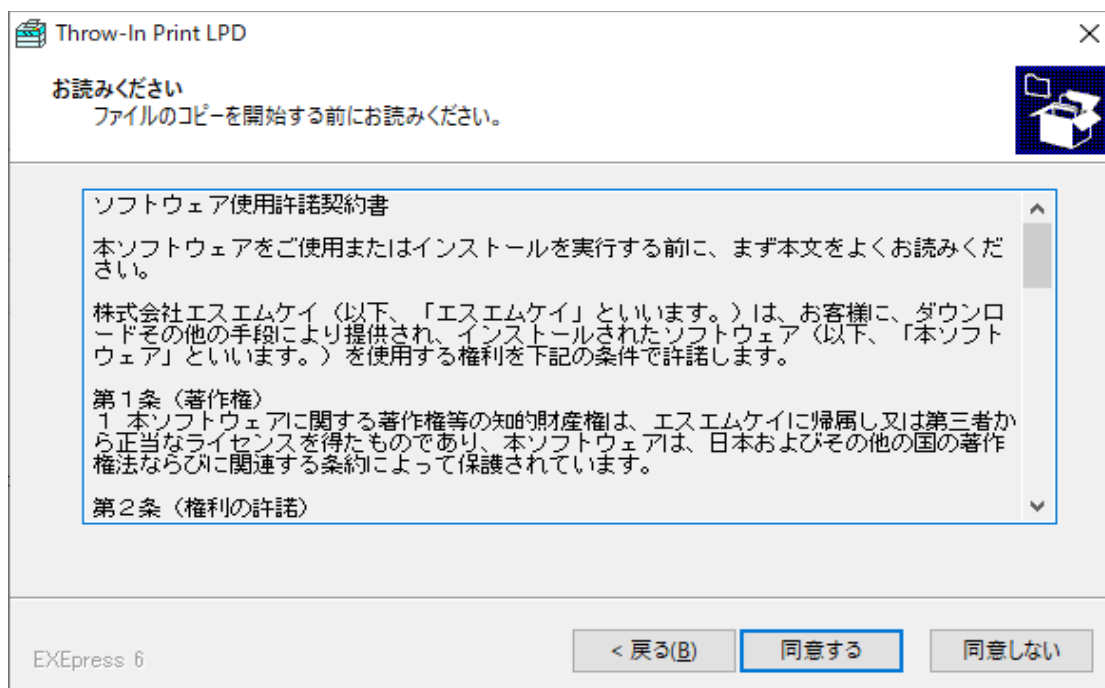 Throw-In Print LPD
お読みください
ファイルのコピーを開始する前にお読みください。
ソフトウェア使用許諾契約書
本ソフトウェアをご使用またはインストールを実行する前に、まず本文をよくお読みくだ
さい。
株式会社エスエムケイ（以下、「エスエムケイ」といいます。）は、お客様に、ダウンロ
ードその他の手段により提供され、インストールされたソフトウェア（以下、「本ソフト
ウェア」といいます。）を使用する権利を下記の条件で許諾します。
第１条（著作権）
１ 本ソフトウェアに関する著作権等の知的財産権は、エスエムケイに帰属し又は第三者か
ら正当なライセンスを得たものであり、本ソフトウェアは、日本およびその他の国の著作
権法ならびに関連する条約によって保護されています。
第２条（権利の許諾）
EXEpress 6
< 戻る(B)
同意する
同意しない